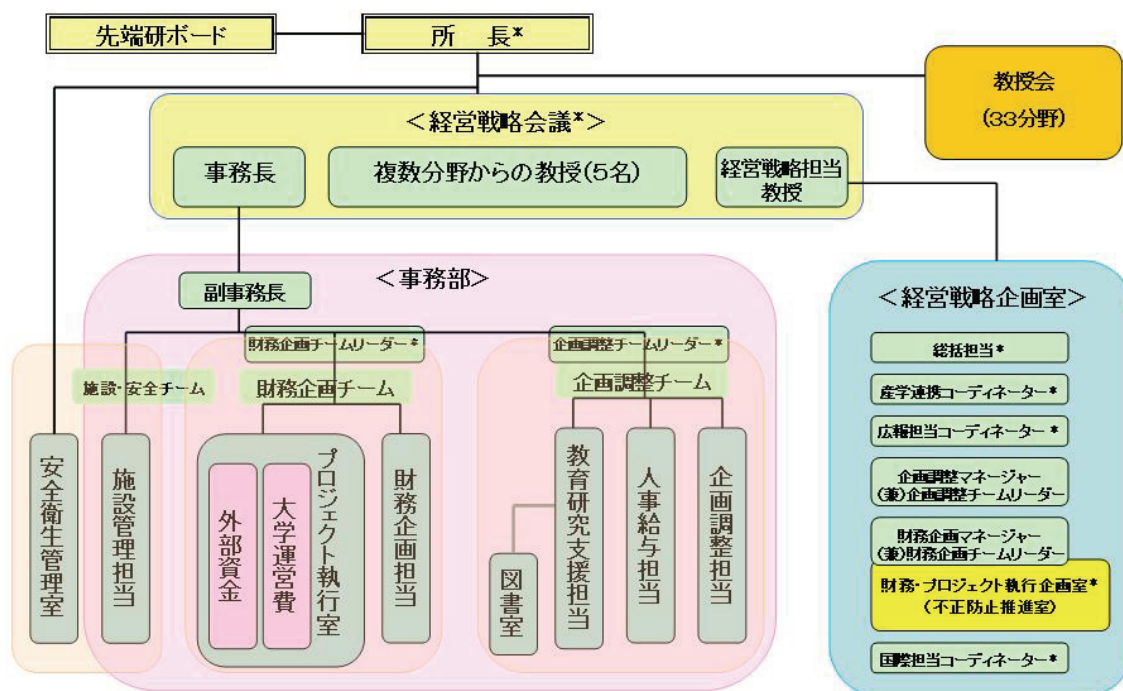 先端研ボード
所　長*
教授会
(33分野)
＜経営戦略会議*＞
事務長
複数分野からの教授(5名)
経営戦略担当
教授
＜事務部＞
副事務長
財務企画チームリーダー*
企画調整チームリーダー*
施設・安全チーム
財務企画チーム
企画調整チーム
安全衛生管理室
施設管理担当
外部資金
大学運営費
プロジェクト執行室
財務企画担当
図書室
教育研究支援担当
人事給与担当
企画調整担当
＜経営戦略企画室＞
総括担当*
産学連携コーディネーター*
広報担当コーディネーター*
企画調整マネージャー
(兼)企画調整チームリーダー
財務企画マネージャー
(兼)財務企画チームリーダー
財務・プロジェクト執行企画室*
(不正防止推進室)
国際担当コーディネーター*